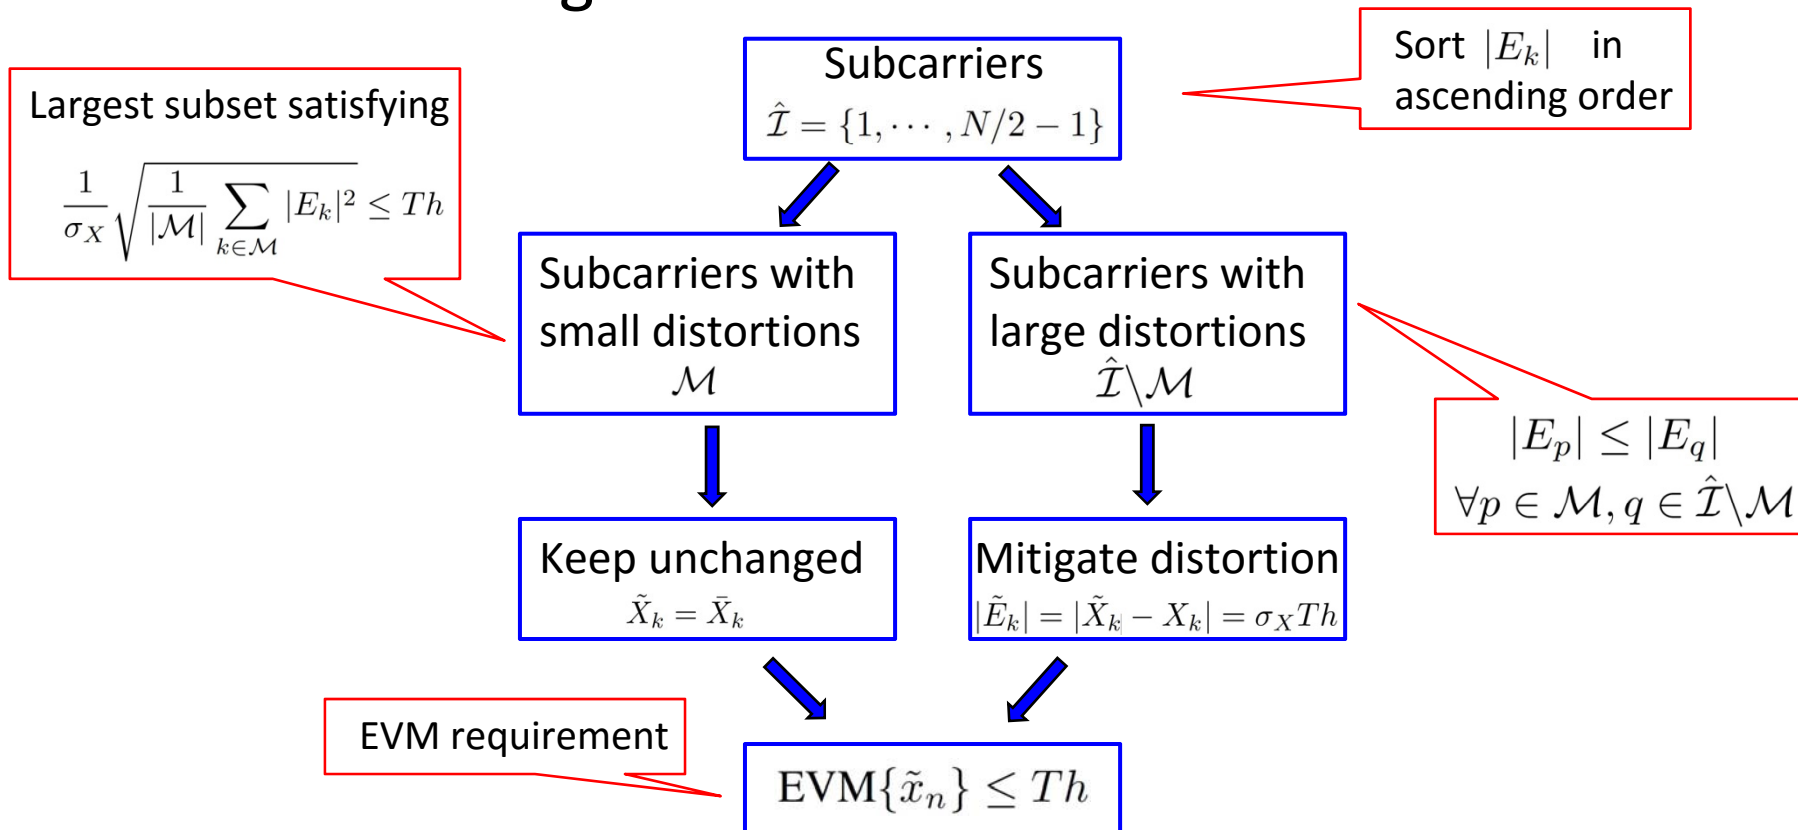 Subcarriers
$\hat{\mathcal{I}} = \{1, \cdots, N/2 - 1\}$
Sort $|E_k|$ in
ascending order
Largest subset satisfying
$\frac{1}{\sigma_X}\sqrt{\frac{1}{|\mathcal{M}|}\sum_{k \in \mathcal{M}} |E_k|^2} \leq Th$
Subcarriers with
small distortions
$\mathcal{M}$
Subcarriers with
large distortions
$\hat{\mathcal{I}} \backslash \mathcal{M}$
$|E_p| \leq |E_q|$
$\forall p \in \mathcal{M}, q \in \hat{\mathcal{I}} \backslash \mathcal{M}$
Keep unchanged
$\tilde{X}_k = \bar{X}_k$
Mitigate distortion
$|\tilde{E}_k| = |\tilde{X}_k - X_k| = \sigma_X Th$
EVM requirement
$\mathrm{EVM}\{\tilde{x}_n\} \leq Th$